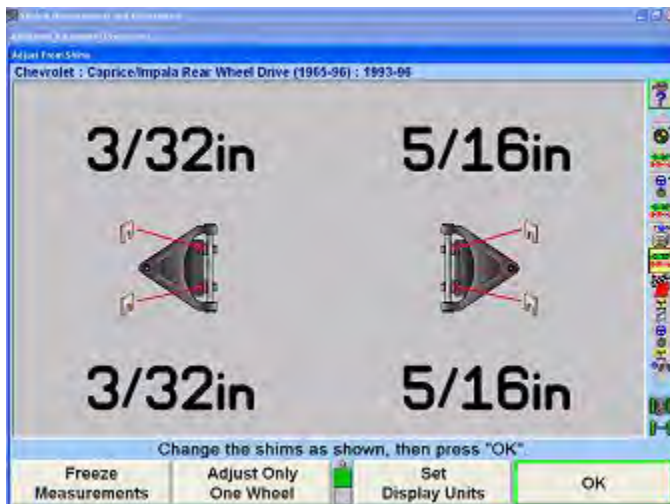 Adjust Front Shims
Chevrolet : Caprice/Impala Rear Wheel Drive (1965-96) : 1993-96
3/32in 5/16in
3/32in 5/16in
Change the shims as shown, then press "OK".
Freeze Measurements
Adjust Only One Wheel
Set Display Units
OK